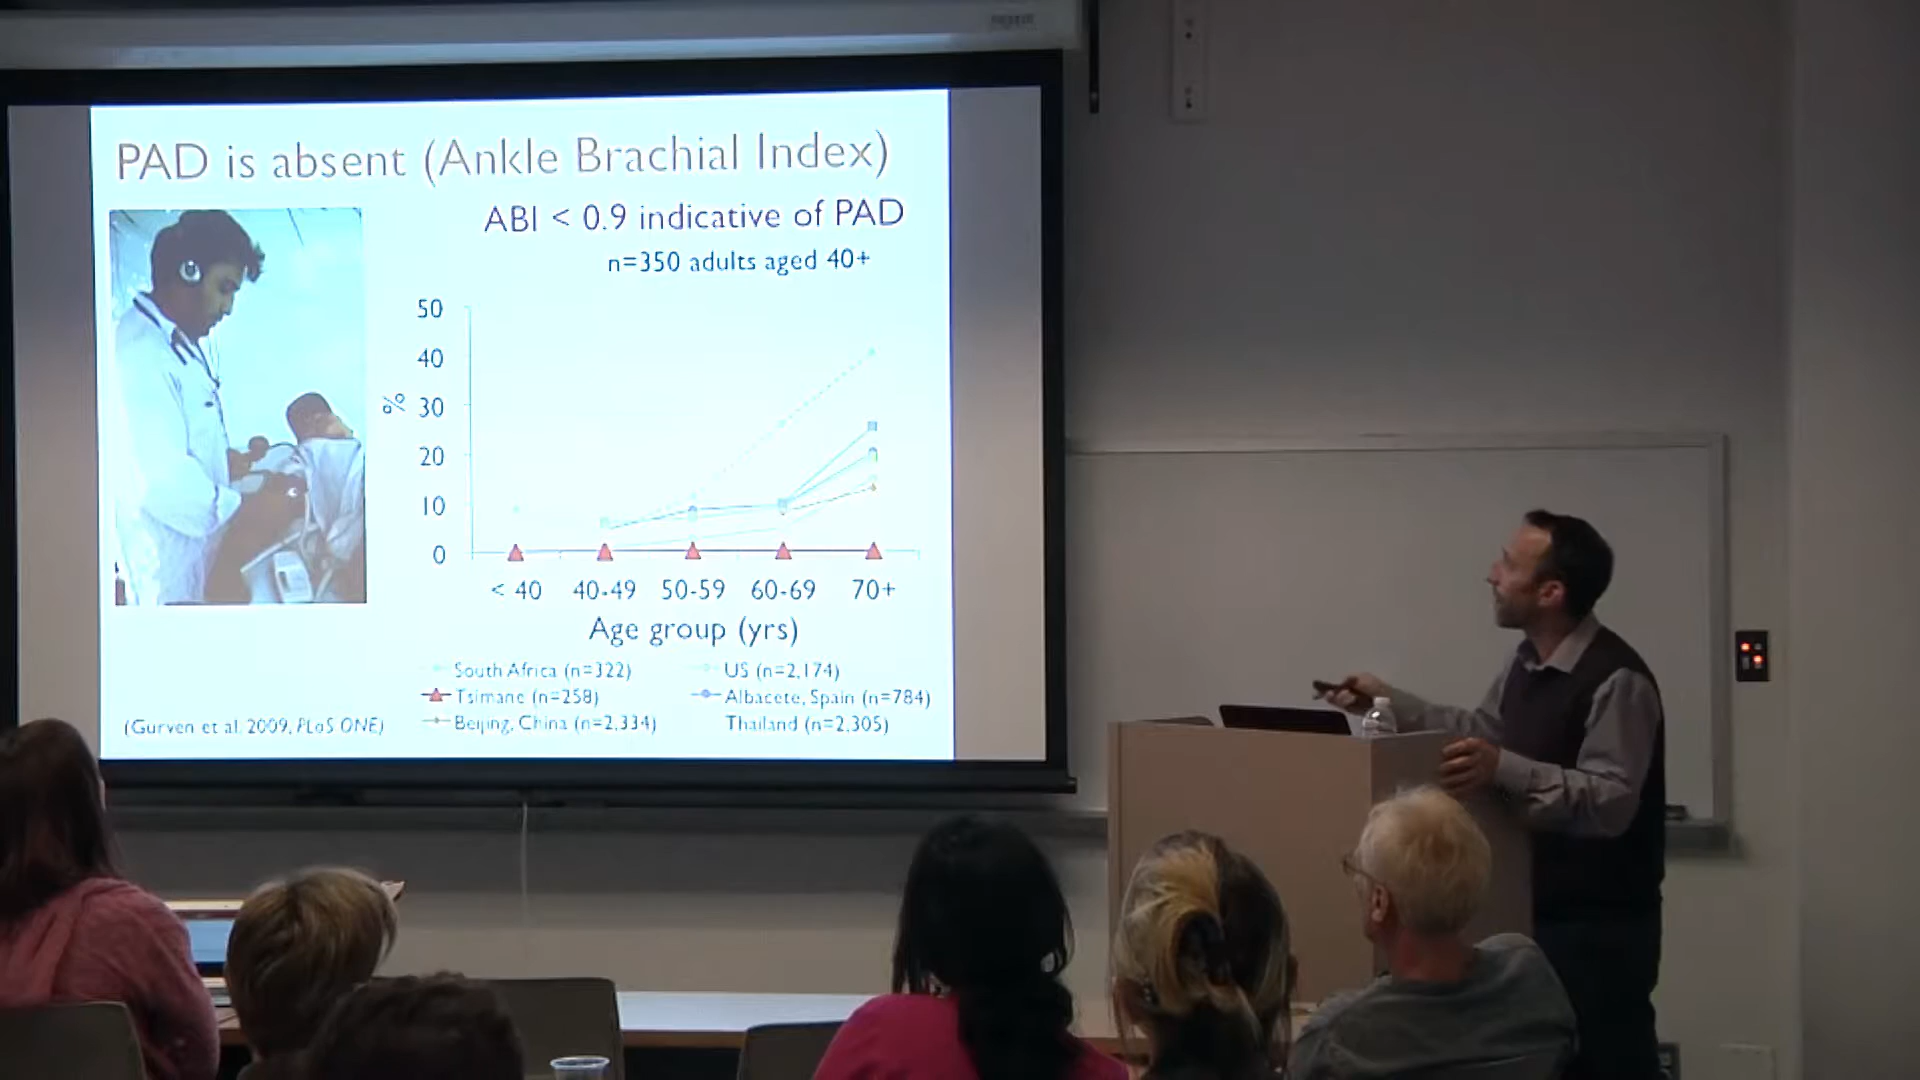 PAD is absent (Ankle Brachial Index)
ABI < 0.9 indicative of PAD
n=350 adults aged 40+
50
40
% 30
20
10
0
< 40 40-49 50-59 60-69 70+
Age group (yrs)
South Africa (n=322) US (n=2,174)
Tsimane (n=258) Albacete, Spain (n=784)
Beijing, China (n=2,334) Thailand (n=2,305)
(Gurven et al. 2009, PLoS ONE)